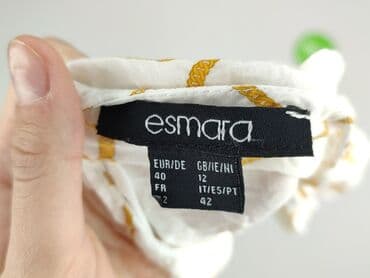 esmara
EUR/DE GB/IE/NI
40 12
FR IT/ES/PT
42